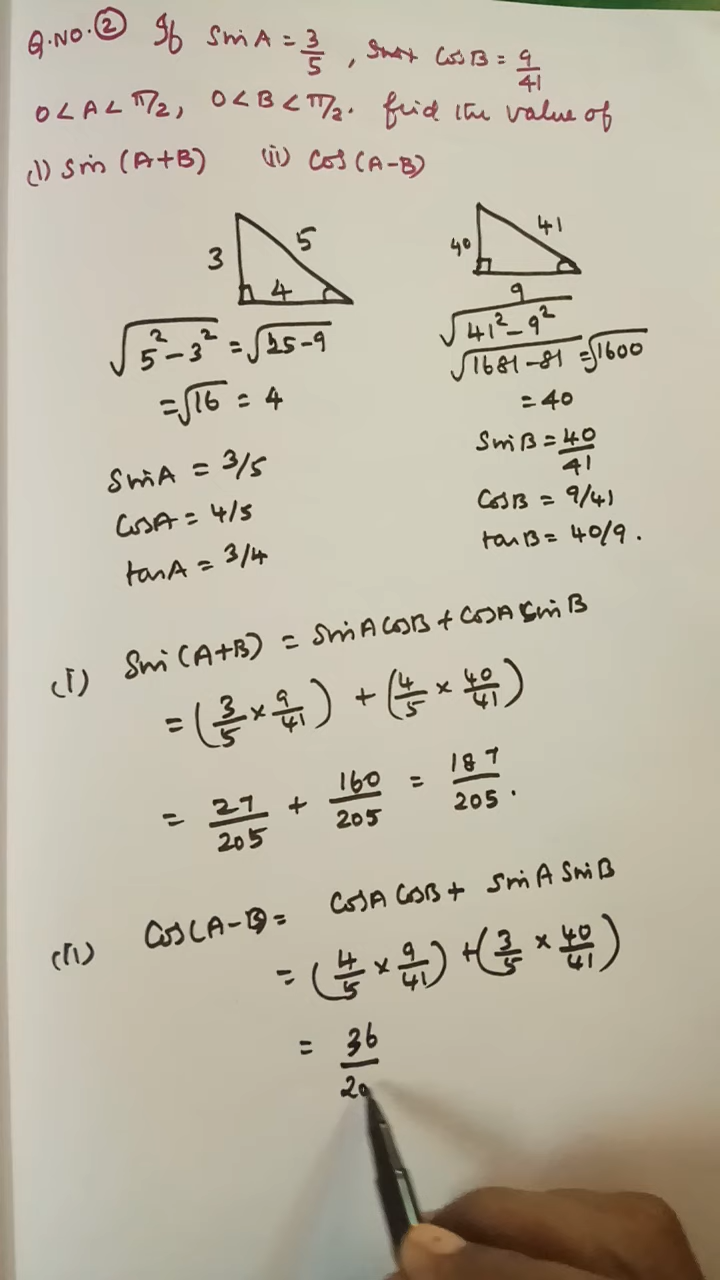 Q.NO.② If sin A = 3/5, cos B = 9/41
0 < A < π/2, 0 < B < π/2. find the value of
(i) sin (A+B) (ii) cos (A-B)
3 5 4
40 41 9
√5²-3² = √25-9
= √16 = 4
√41²-9²
√1681-81 = √1600
= 40
sin A = 3/5
cos A = 4/5
tan A = 3/4
sin B = 40/41
cos B = 9/41
tan B = 40/9.
(i) sin (A+B) = sin A cos B + cos A sin B
= (3/5 × 9/41) + (4/5 × 40/41)
= 27/205 + 160/205 = 187/205.
(ii) cos (A-B) = cos A cos B + sin A sin B
= (4/5 × 9/41) + (3/5 × 40/41)
= 36/20